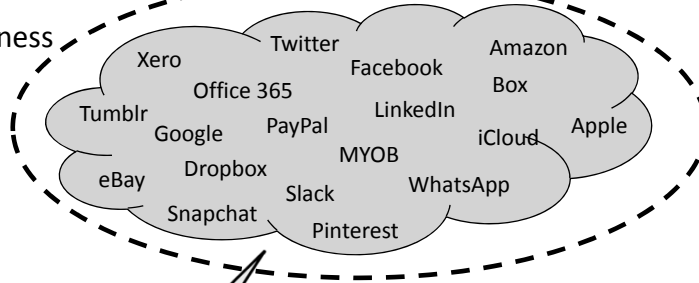 ness
Twitter
Amazon
Xero
Facebook
Office 365
Box
Tumblr
LinkedIn
Google
PayPal
iCloud
Apple
MYOB
Dropbox
eBay
Slack
WhatsApp
Snapchat
Pinterest